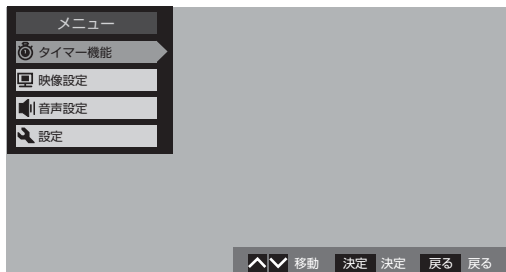 メニュー
タイマー機能
映像設定
音声設定
設定
移動 決定 決定 戻る 戻る